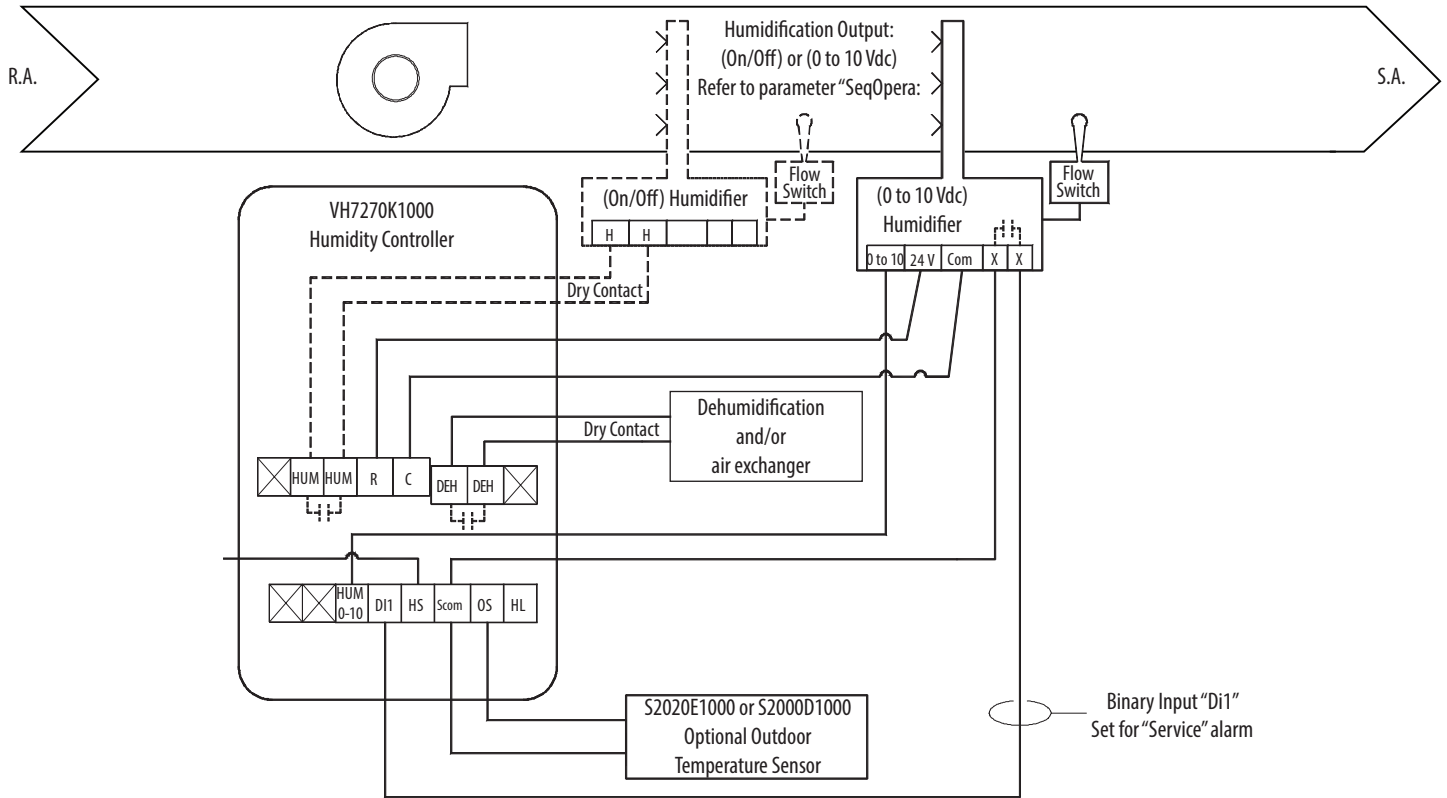 R.A.
Humidification Output:
(On/Off) or (0 to 10 Vdc)
Refer to parameter “SeqOpera:
S.A.
Flow
Switch
(On/Off) Humidifier
H H
Flow
Switch
(0 to 10 Vdc)
Humidifier
0 to 10 24 V Com X X
VH7270K1000
Humidity Controller
Dry Contact
Dehumidification
and/or
air exchanger
Dry Contact
HUM HUM R C DEH DEH
HUM
0-10 DI1 HS Scom OS HL
S2020E1000 or S2000D1000
Optional Outdoor
Temperature Sensor
Binary Input “Di1”
Set for “Service” alarm